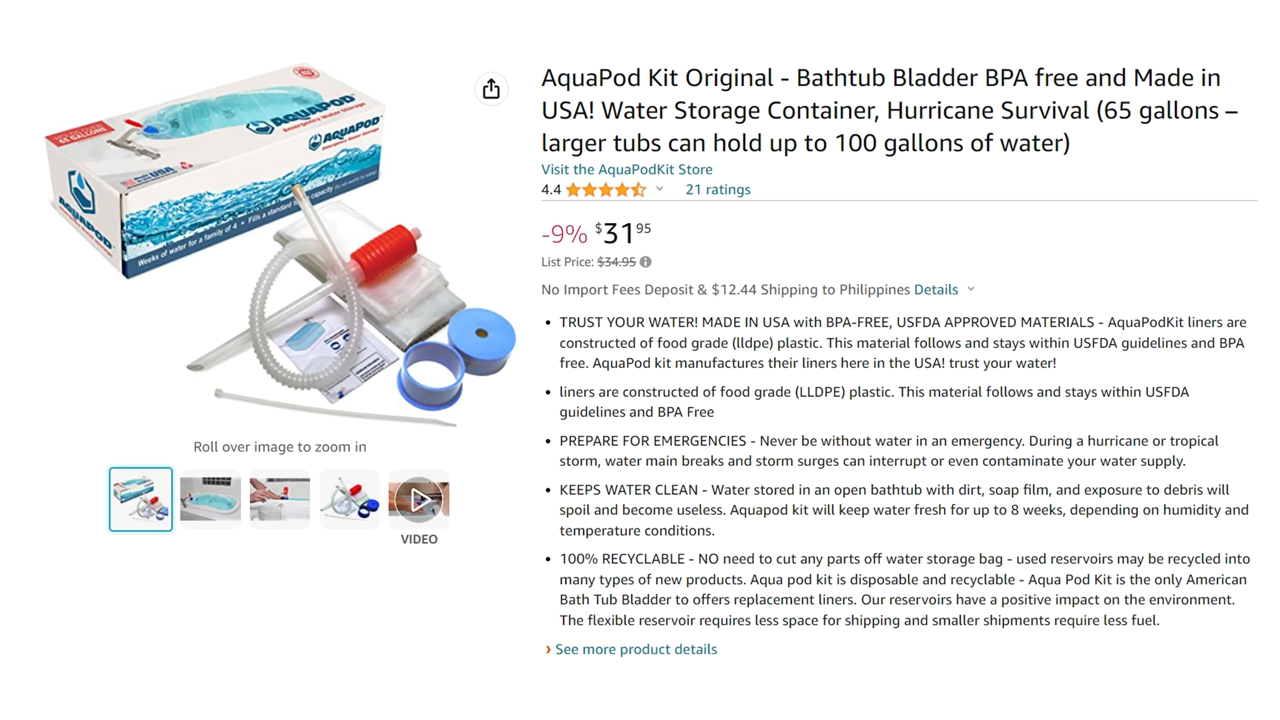 AquaPod Kit Original - Bathtub Bladder BPA free and Made in
USA! Water Storage Container, Hurricane Survival (65 gallons –
larger tubs can hold up to 100 gallons of water)
Visit the AquaPodKit Store
4.4
21 ratings
-9% $31 95
List Price: $34.95
No Import Fees Deposit & $12.44 Shipping to Philippines Details
• TRUST YOUR WATER! MADE IN USA with BPA-FREE, USFDA APPROVED MATERIALS - AquaPodKit liners are
constructed of food grade (lldpe) plastic. This material follows and stays within USFDA guidelines and BPA
free. AquaPod kit manufactures their liners here in the USA! trust your water!
• liners are constructed of food grade (LLDPE) plastic. This material follows and stays within USFDA
guidelines and BPA Free
• PREPARE FOR EMERGENCIES - Never be without water in an emergency. During a hurricane or tropical
storm, water main breaks and storm surges can interrupt or even contaminate your water supply.
• KEEPS WATER CLEAN - Water stored in an open bathtub with dirt, soap film, and exposure to debris will
spoil and become useless. Aquapod kit will keep water fresh for up to 8 weeks, depending on humidity and
temperature conditions.
• 100% RECYCLABLE - NO need to cut any parts off water storage bag - used reservoirs may be recycled into
many types of new products. Aqua pod kit is disposable and recyclable - Aqua Pod Kit is the only American
Bath Tub Bladder to offers replacement liners. Our reservoirs have a positive impact on the environment.
The flexible reservoir requires less space for shipping and smaller shipments require less fuel.
› See more product details
AQUAPOD
Emergency Water Storage
AQUAPOD
Emergency Water Storage
65 GALLONS
USA
AQUAPOD
Weeks of water for a family of 4 • Fills a standard
capacity
Roll over image to zoom in
VIDEO